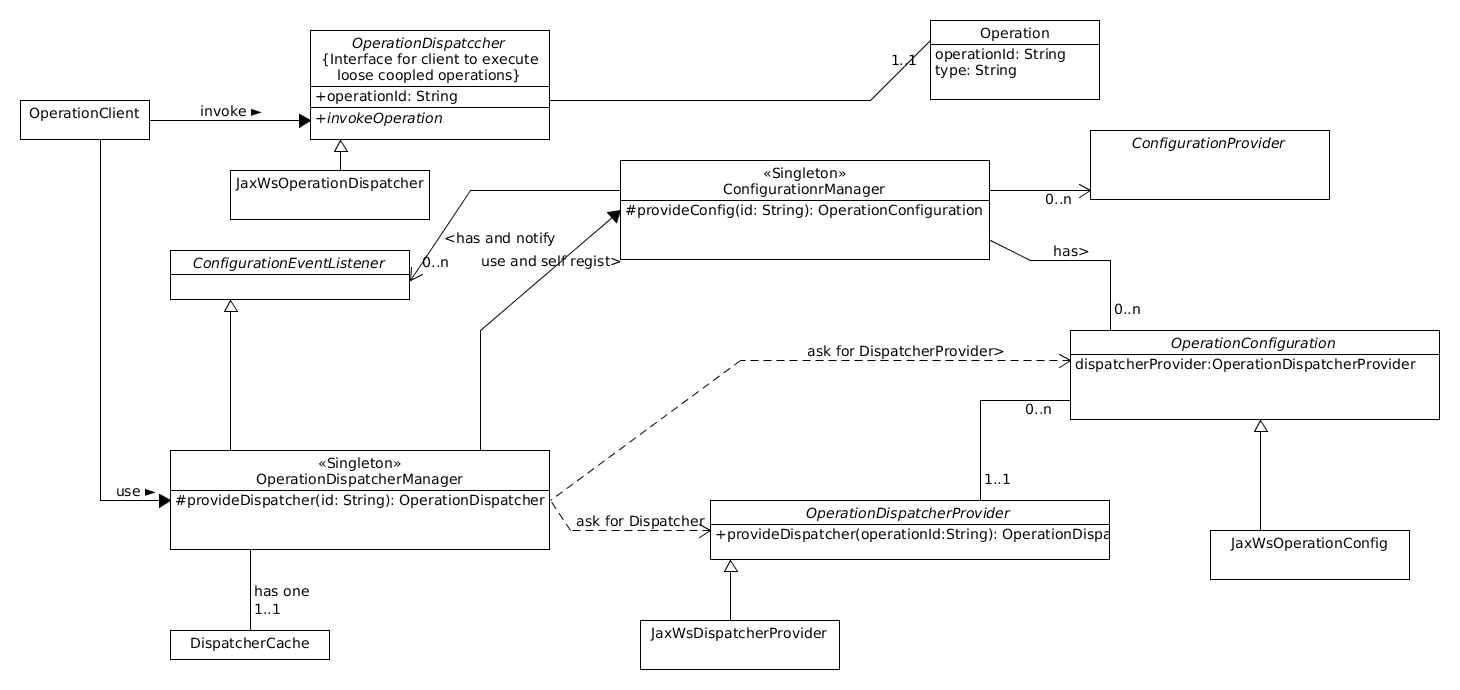 OperationDispatccher
{Interface for client to execute
loose coopled operations}
+operationId: String
+invokeOperation
Operation
operationId: String
type: String
1..1
OperationClient
invoke ►
JaxWsOperationDispatcher
«Singleton»
ConfigurationrManager
#provideConfig(id: String): OperationConfiguration
ConfigurationProvider
0..n
<has and notify
0..n
use and self regist>
ConfigurationEventListener
has>
0..n
OperationConfiguration
dispatcherProvider:OperationDispatcherProvider
ask for DispatcherProvider>
0..n
1..1
«Singleton»
OperationDispatcherManager
#provideDispatcher(id: String): OperationDispatcher
use ►
ask for Dispatcher
OperationDispatcherProvider
+provideDispatcher(operationId:String): OperationDispa
JaxWsOperationConfig
has one
1..1
DispatcherCache
JaxWsDispatcherProvider